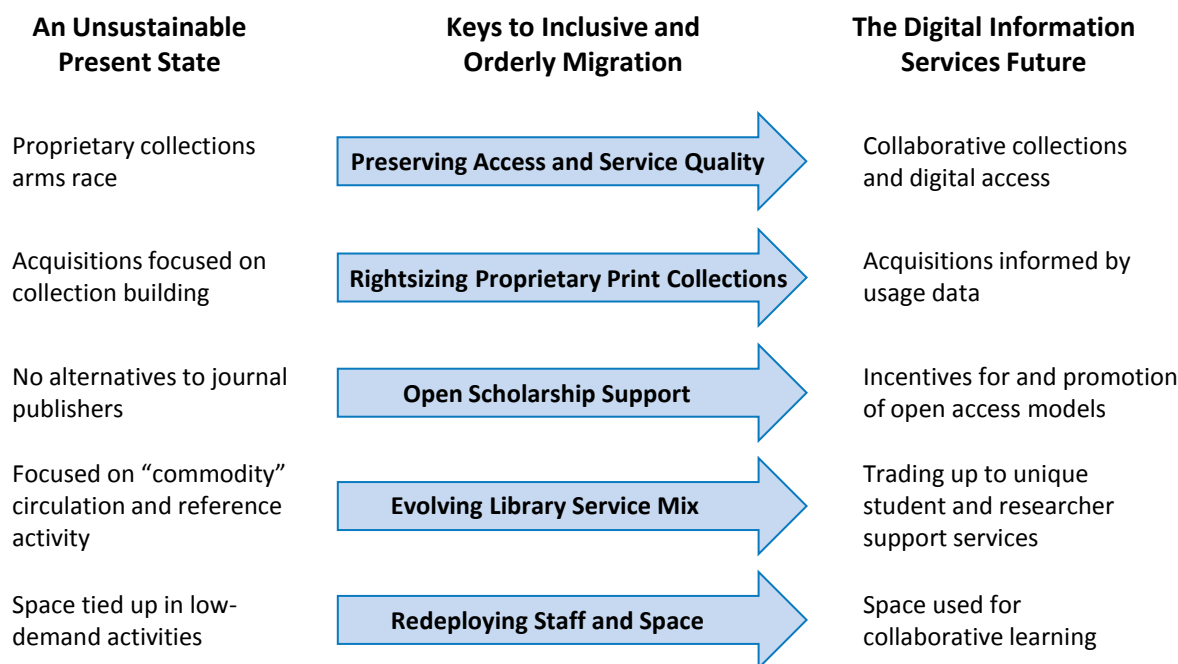 An Unsustainable
Present State
Keys to Inclusive and
Orderly Migration
The Digital Information
Services Future
Proprietary collections
arms race
Preserving Access and Service Quality
Collaborative collections
and digital access
Acquisitions focused on
collection building
Rightsizing Proprietary Print Collections
Acquisitions informed by
usage data
No alternatives to journal
publishers
Open Scholarship Support
Incentives for and promotion
of open access models
Focused on “commodity”
circulation and reference
activity
Evolving Library Service Mix
Trading up to unique
student and researcher
support services
Space tied up in low-
demand activities
Redeploying Staff and Space
Space used for
collaborative learning